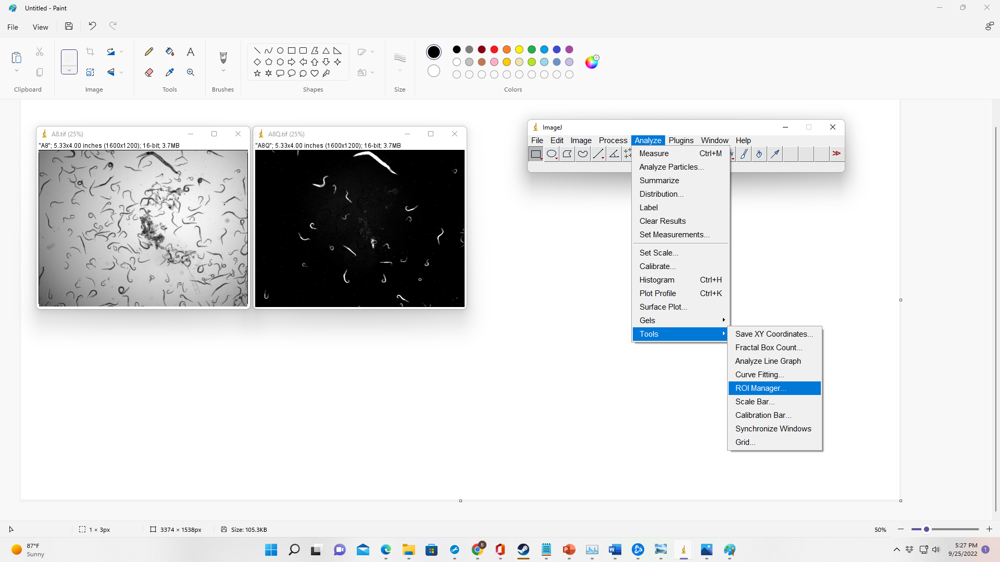 Untitled - Paint
File View
Clipboard
Image
Tools
Brushes
Shapes
Size
Colors
A8.tif (25%)
"A8"; 5.33x4.00 inches (1600x1200); 16-bit; 3.7MB
A8Q.tif (25%)
"A8Q"; 5.33x4.00 inches (1600x1200); 16-bit; 3.7MB
ImageJ
File Edit Image Process Analyze Plugins Window Help
Measure Ctrl+M
Analyze Particles...
Summarize
Distribution...
Label
Clear Results
Set Measurements...
Set Scale...
Calibrate...
Histogram Ctrl+H
Plot Profile Ctrl+K
Surface Plot...
Gels
Tools
Save XY Coordinates...
Fractal Box Count...
Analyze Line Graph
Curve Fitting...
ROI Manager...
Scale Bar...
Calibration Bar...
Synchronize Windows
Grid...
1 × 3px
3374 × 1538px
Size: 105.3KB
50%
87°F
Sunny
B
5:27 PM
9/25/2022
1